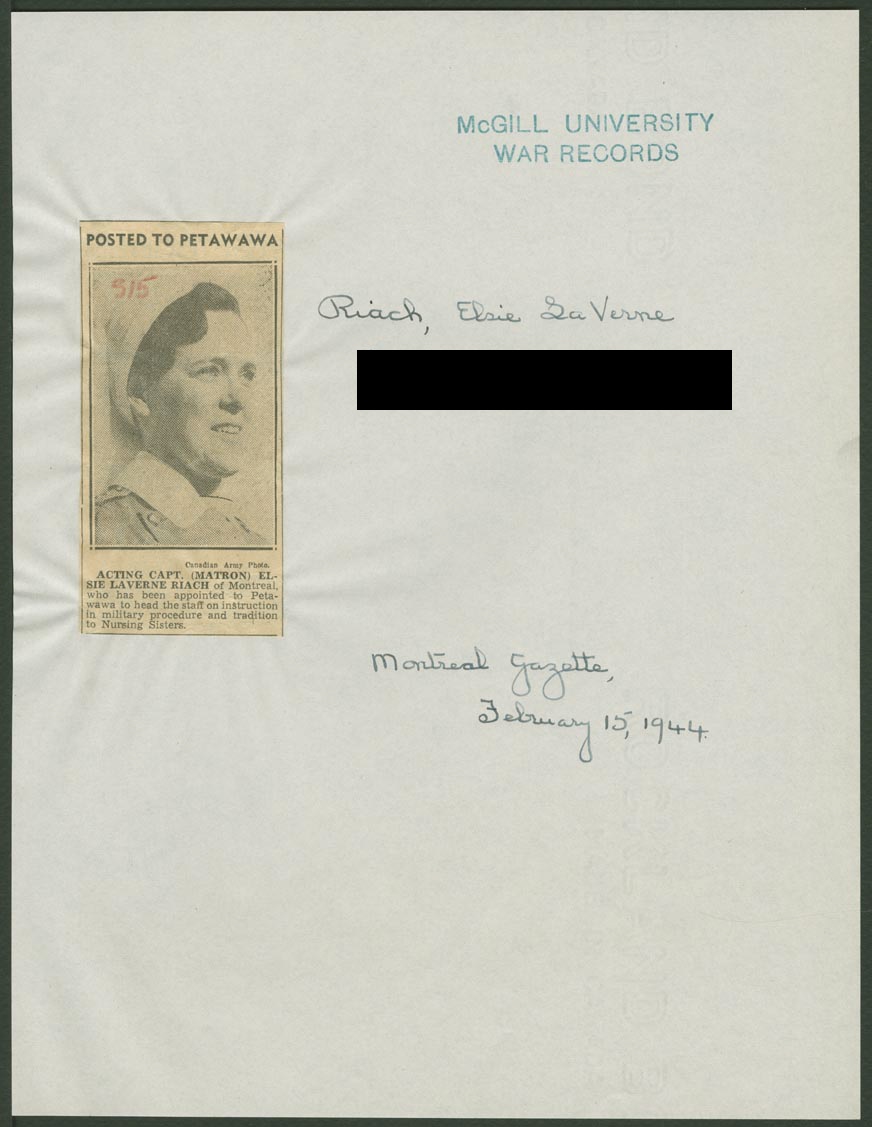 McGILL UNIVERSITY
WAR RECORDS
POSTED TO PETAWAWA
S15
Riach, Elsie LaVerne
Canadian Army Photo.
ACTING CAPT. (MATRON) EL-
SIE LAVERNE RIACH of Montreal,
who has been appointed to Peta-
wawa to head the staff on instruction
in military procedure and tradition
to Nursing Sisters.
Montreal Gazette,
February 15, 1944.